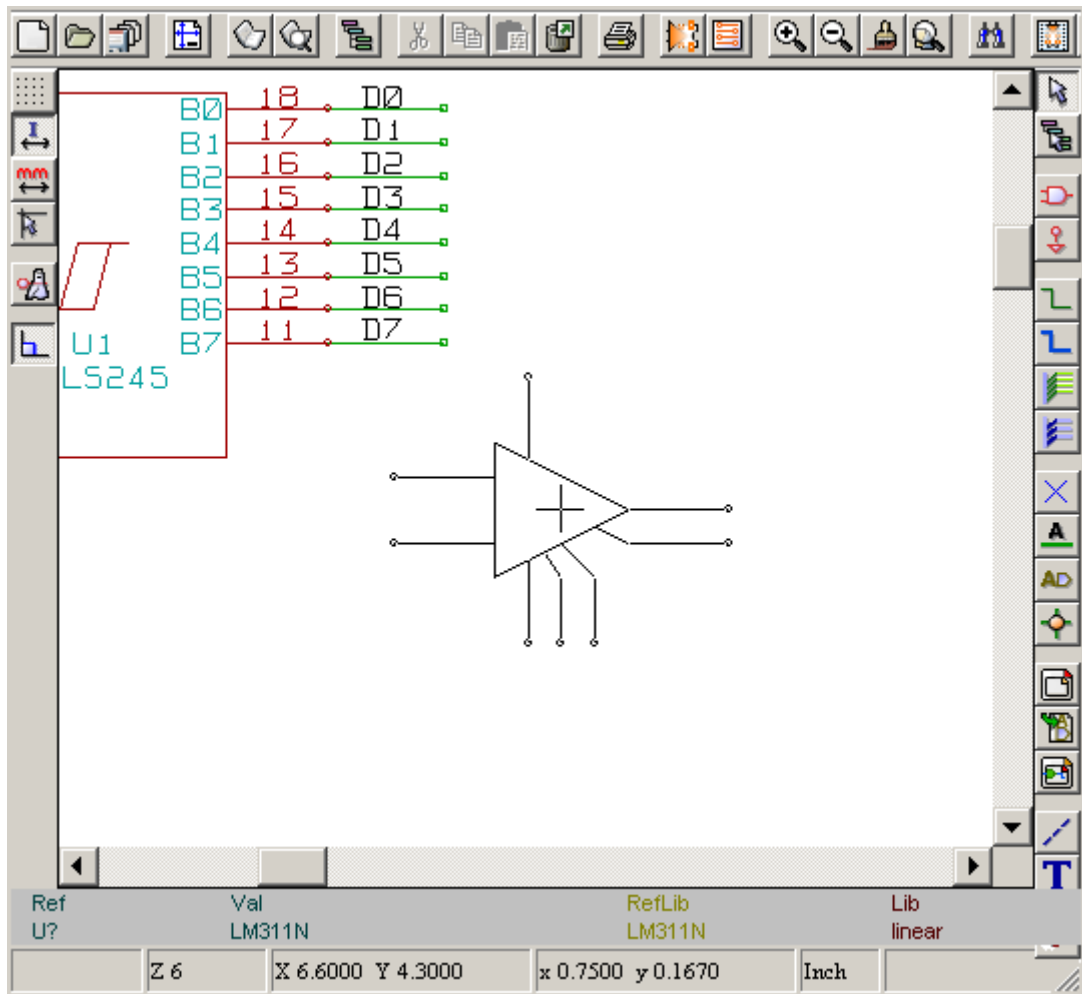 mm
B0 18 D0
B1 17 D1
B2 16 D2
B3 15 D3
B4 14 D4
B5 13 D5
B6 12 D6
B7 11 D7
U1
LS245
A
AD
T
Ref Val RefLib Lib
U? LM311N LM311N linear
Z 6 X 6.6000 Y 4.3000 x 0.7500 y 0.1670 Inch